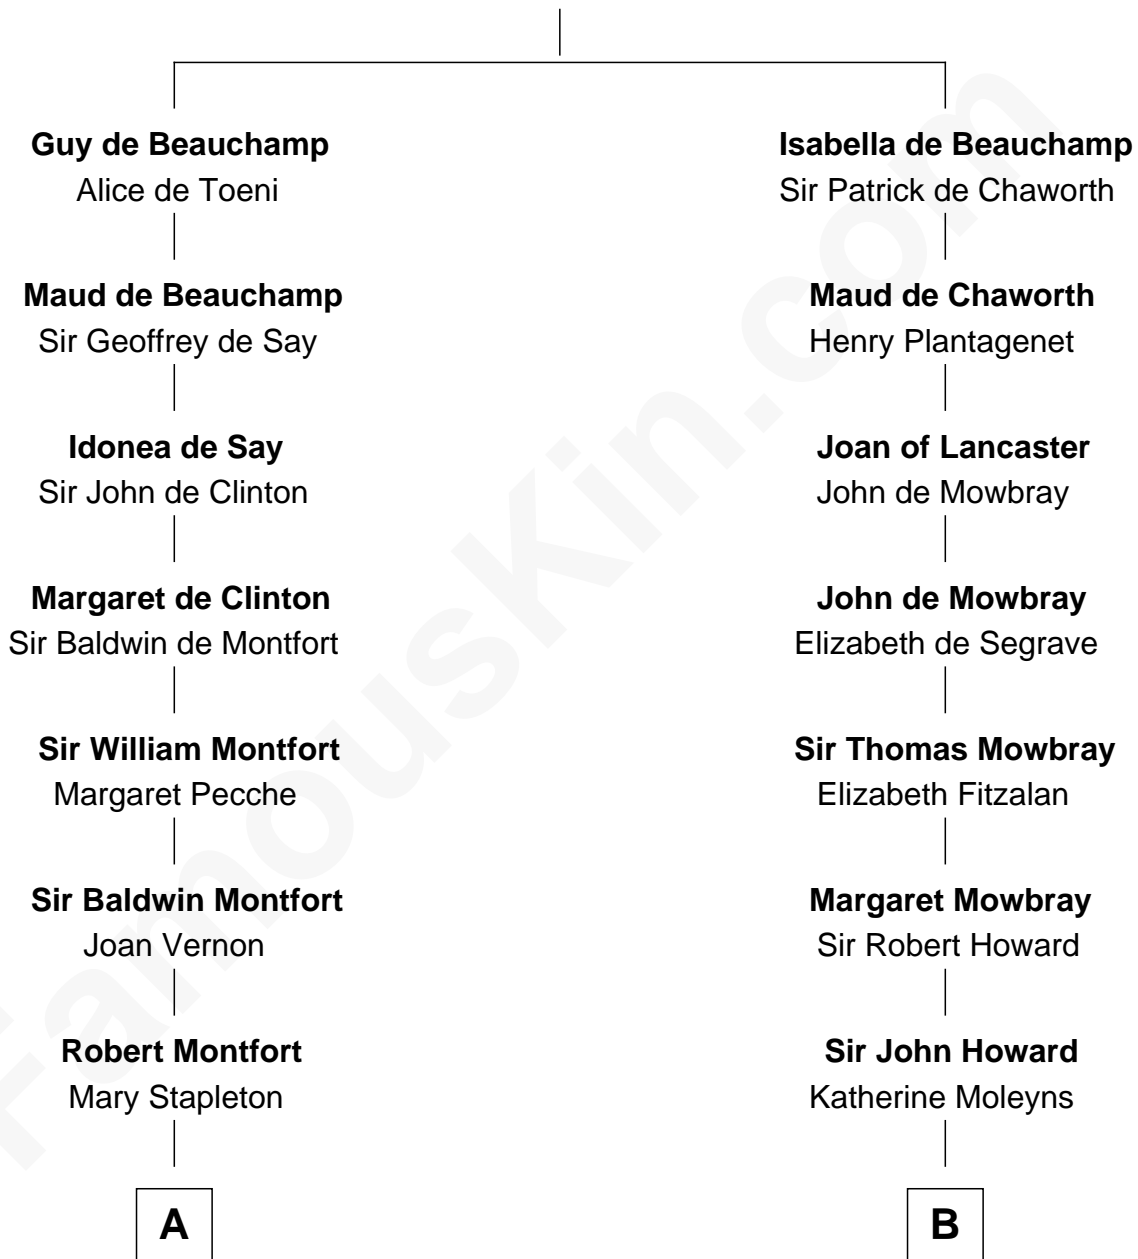 Guy de Beauchamp
Alice de Toeni
Maud de Beauchamp
Sir Geoffrey de Say
Idonea de Say
Sir John de Clinton
Margaret de Clinton
Sir Baldwin de Montfort
Sir William Montfort
Margaret Pecche
Sir Baldwin Montfort
Joan Vernon
Robert Montfort
Mary Stapleton
A
Isabella de Beauchamp
Sir Patrick de Chaworth
Maud de Chaworth
Henry Plantagenet
Joan of Lancaster
John de Mowbray
John de Mowbray
Elizabeth de Segrave
Sir Thomas Mowbray
Elizabeth Fitzalan
Margaret Mowbray
Sir Robert Howard
Sir John Howard
Katherine Moleyns
B
FamousKin.com